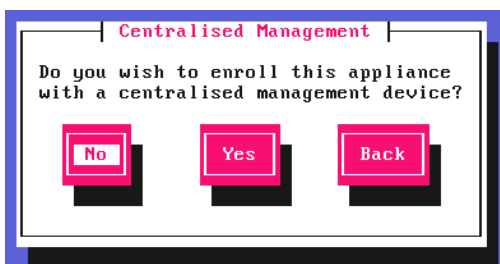 Centralised Management
Do you wish to enroll this appliance
with a centralised management device?
No Yes Back